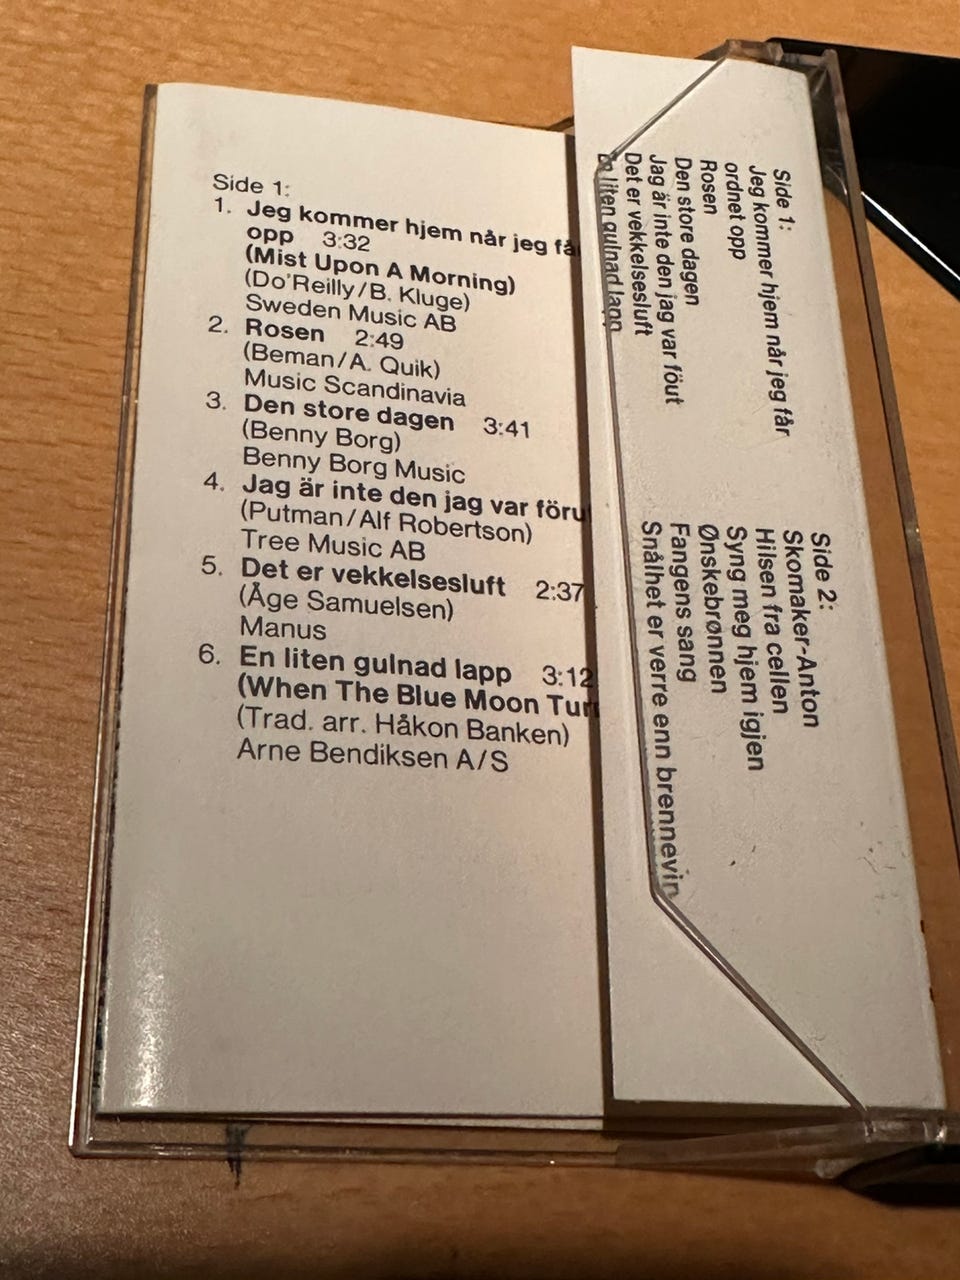 Side 1:
1. Jeg kommer hjem når jeg få
opp 3:32
(Mist Upon A Morning)
(Do'Reilly/B. Kluge)
Sweden Music AB
2. Rosen 2:49
(Beman/A. Quik)
Music Scandinavia
3. Den store dagen 3:41
(Benny Borg)
Benny Borg Music
4. Jag är inte den jag var föru
(Putman/Alf Robertson)
Tree Music AB
5. Det er vekkelsesluft 2:37
(Åge Samuelsen)
Manus
6. En liten gulnad lapp 3:12
(When The Blue Moon Tur
(Trad. arr. Håkon Banken)
Arne Bendiksen A/S
Side 1:
Jeg kommer hjem når jeg får
ordnet opp
Rosen
Den store dagen
Jag är inte den jag var föut
Det er vekkelsesluft
En liten gulnad lapp
Side 2:
Skomaker-Anton
Hilsen fra cellen
Syng meg hjem igjen
Ønskebrønnen
Fangens sang
Snålhet er verre enn brennevin